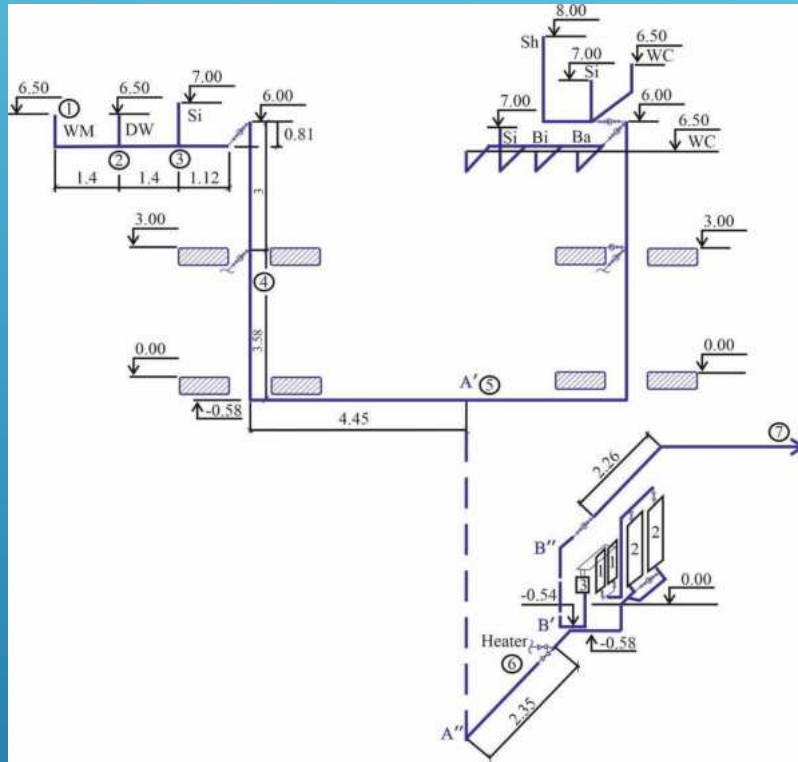 8.00
Sh
7.00
Si
6.50
WC
6.50
①
WM
6.50
DW
7.00
Si
6.00
0.81
7.00
Si
Bi
Ba
6.00
6.50
WC
②
③
1.4
1.4
1.12
3
3.00
3.00
④
3.58
0.00
0.00
-0.58
A′
⑤
4.45
⑦
2.26
B″
1
1
2
2
3
-0.54
0.00
B′
Heater
-0.58
⑥
2.35
A″